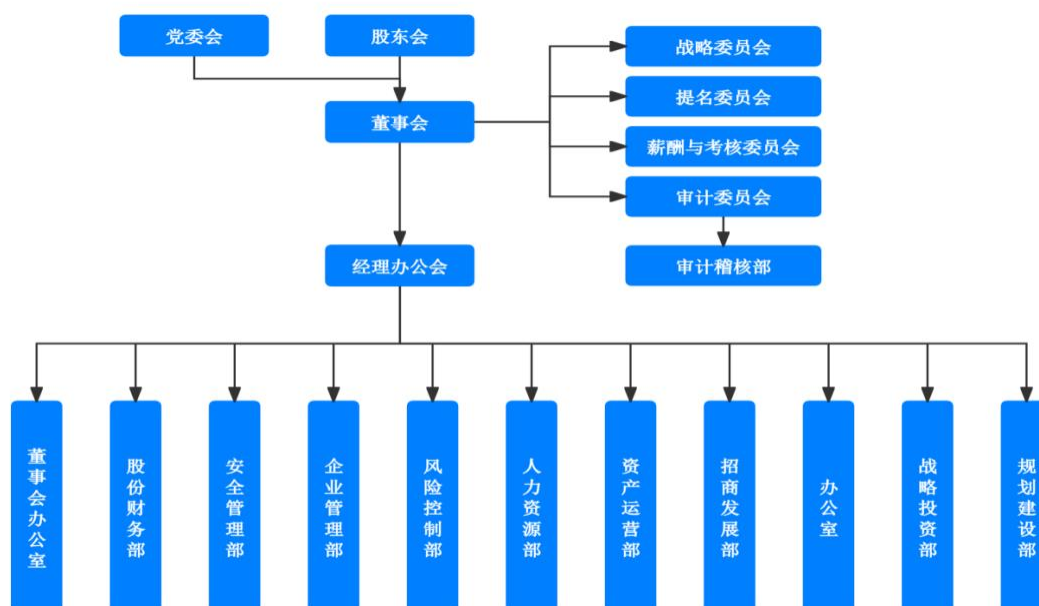 党委会
股东会
战略委员会
提名委员会
董事会
薪酬与考核委员会
审计委员会
经理办公会
审计稽核部
董事会办公室
股份财务部
安全管理部
企业管理部
风险控制部
人力资源部
资产运营部
招商发展部
办公室
战略投资部
规划建设部